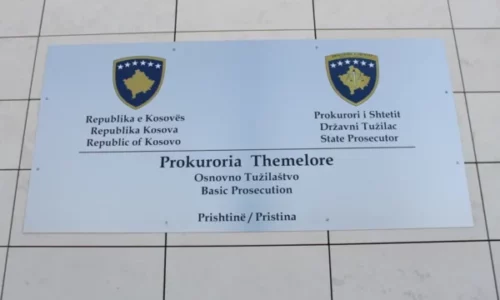 Republika e Kosovës
Republika Kosova
Republic of Kosovo
Prokurori i Shtetit
Državni Tužilac
State Prosecutor
Prokuroria Themelore
Osnovno Tužilaštvo
Basic Prosecution
Prishtinë / Pristina